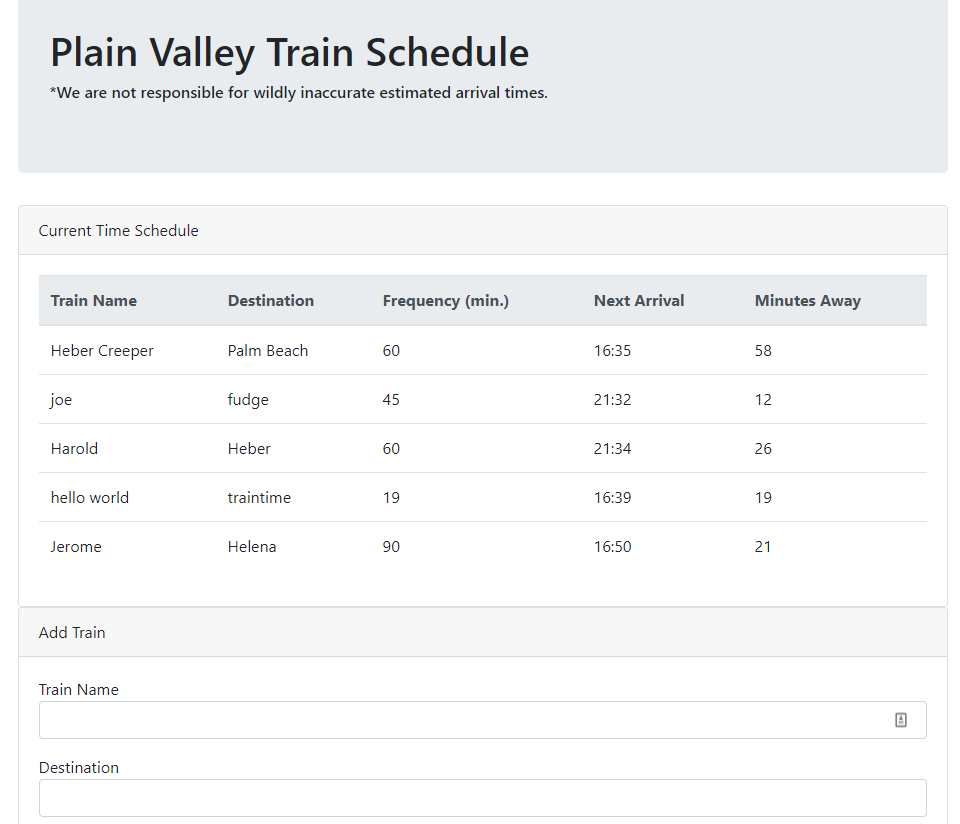 Plain Valley Train Schedule
*We are not responsible for wildly inaccurate estimated arrival times.
Current Time Schedule
Train Name Destination Frequency (min.) Next Arrival Minutes Away
Heber Creeper Palm Beach 60 16:35 58
joe fudge 45 21:32 12
Harold Heber 60 21:34 26
hello world traintime 19 16:39 19
Jerome Helena 90 16:50 21
Add Train
Train Name
Destination